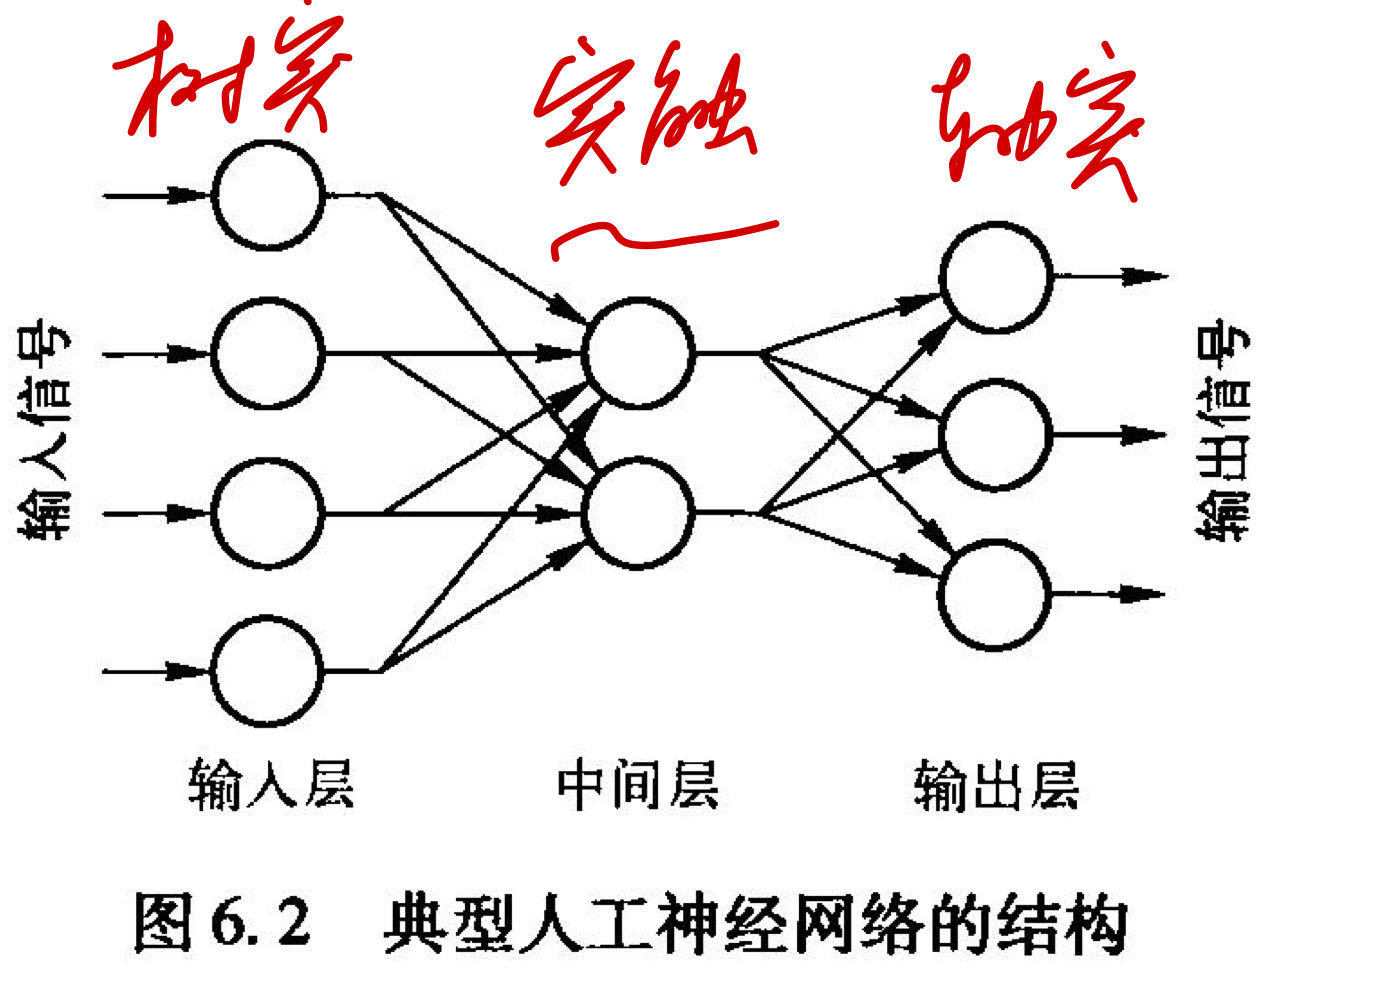 树突
突触
轴突
输入信号
输出信号
输入层
中间层
输出层
图 6.2 典型人工神经网络的结构